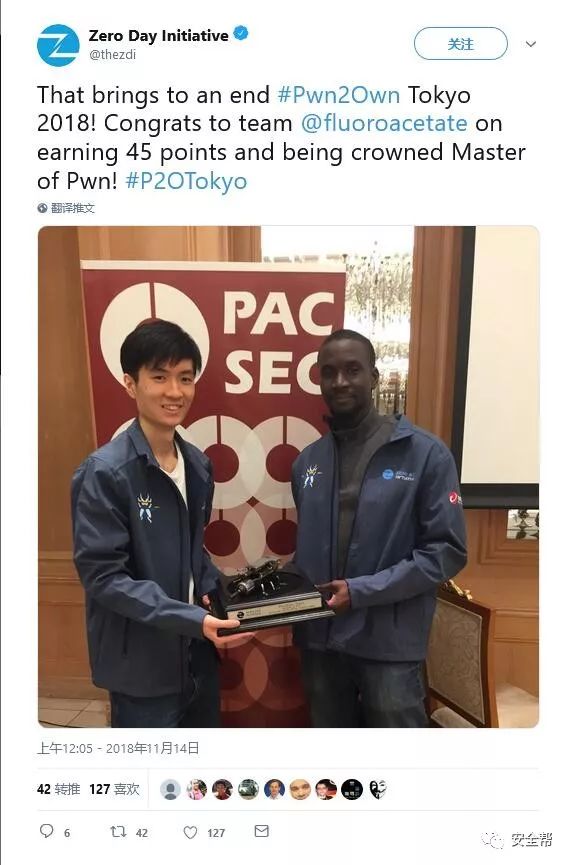 Zero Day Initiative
@thezdi
关注
That brings to an end #Pwn2Own Tokyo
2018! Congrats to team @fluoroacetate on
earning 45 points and being crowned Master
of Pwn! #P2OTokyo
翻译推文
PAC
SEC
上午12:05 - 2018年11月14日
42 转推 127 喜欢
6 42 127
安全帮